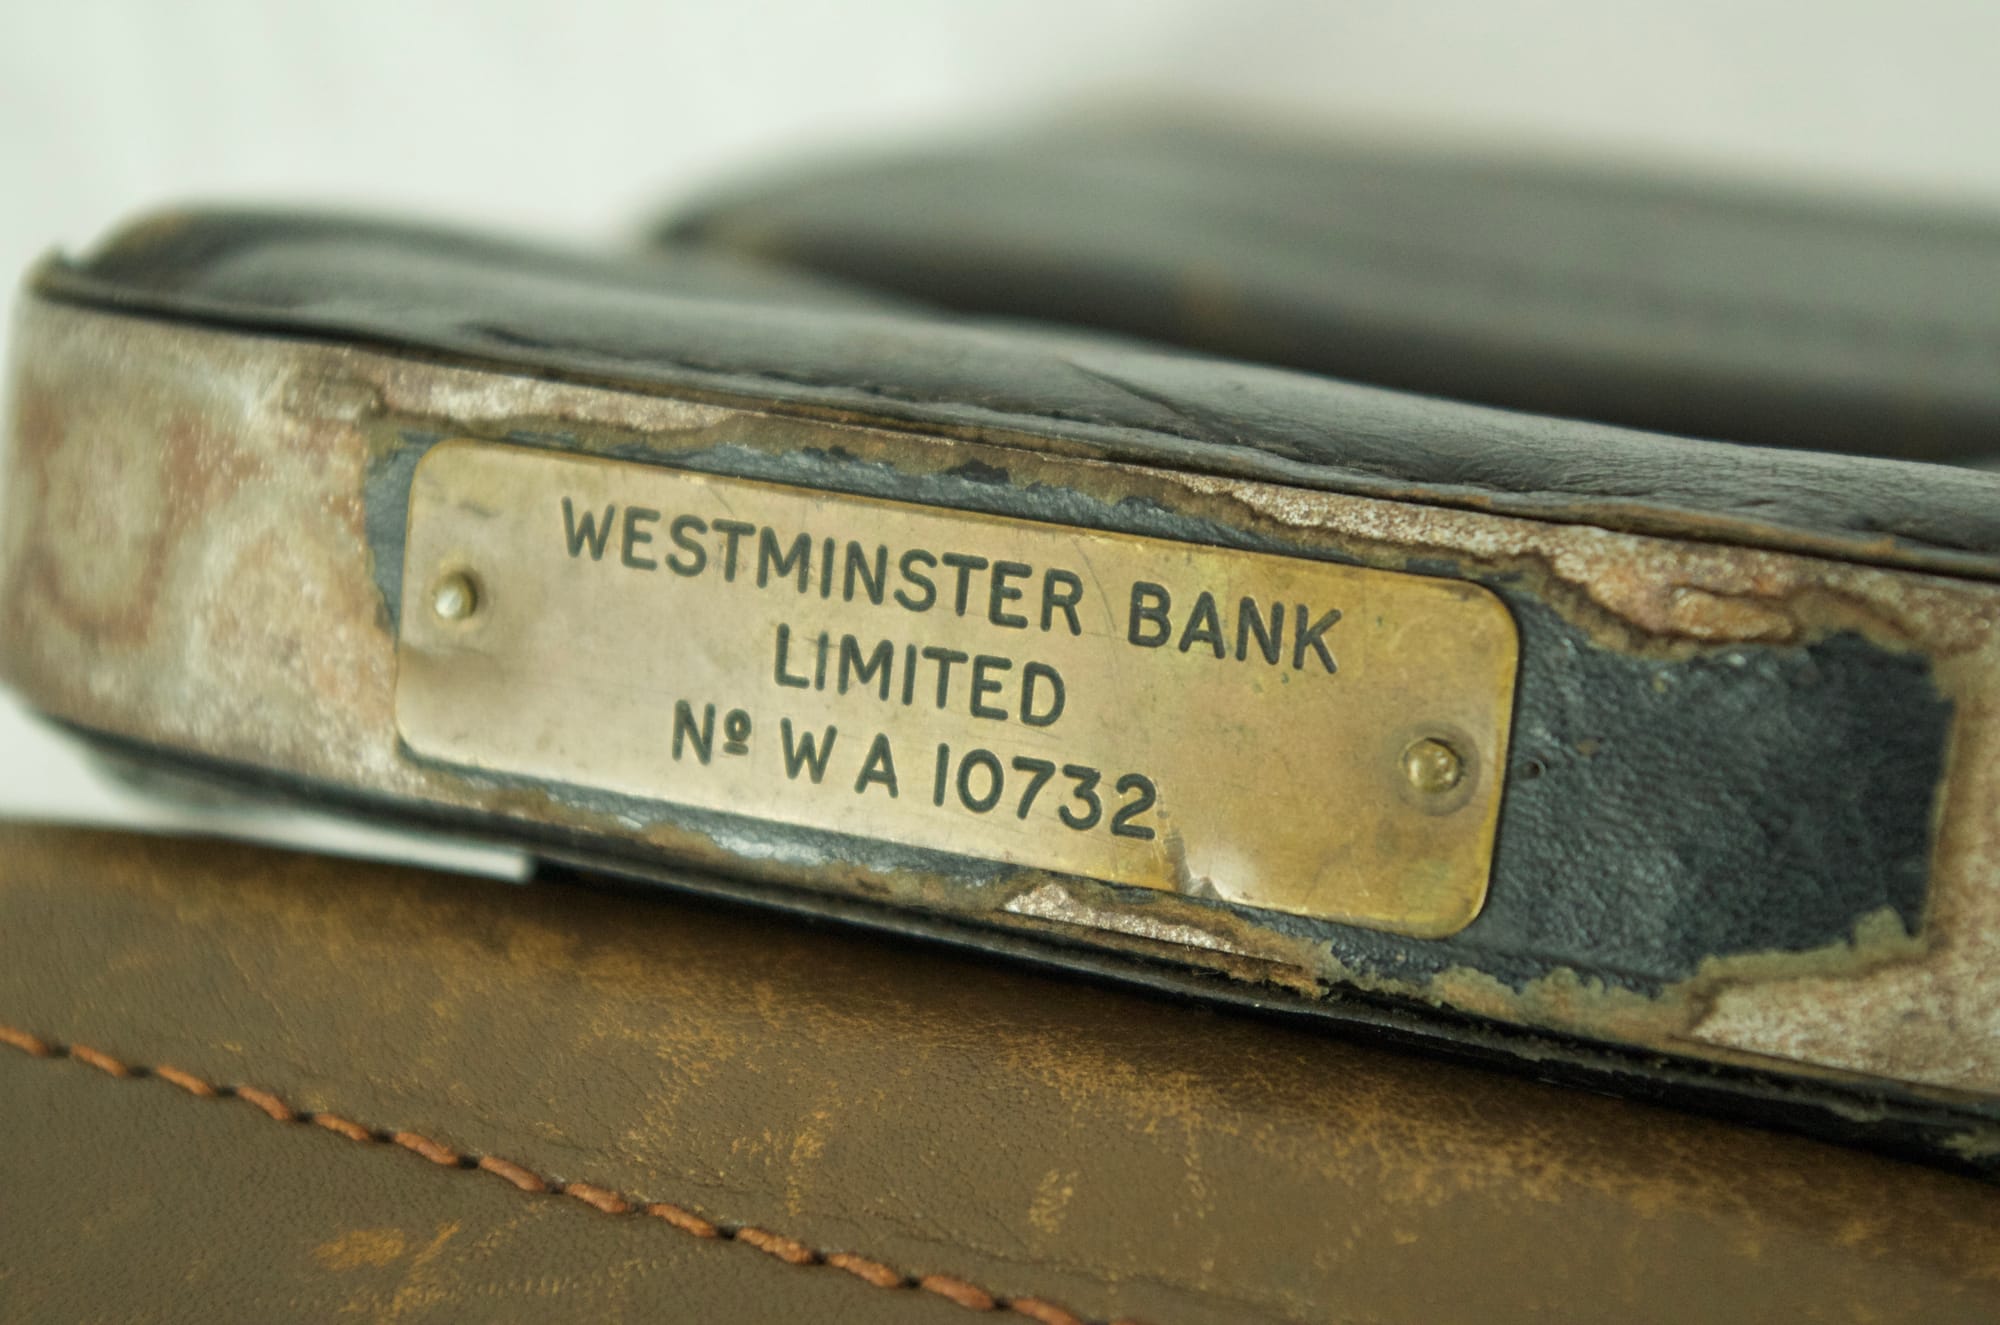 WESTMINSTER BANK
LIMITED
Nº W A 10732